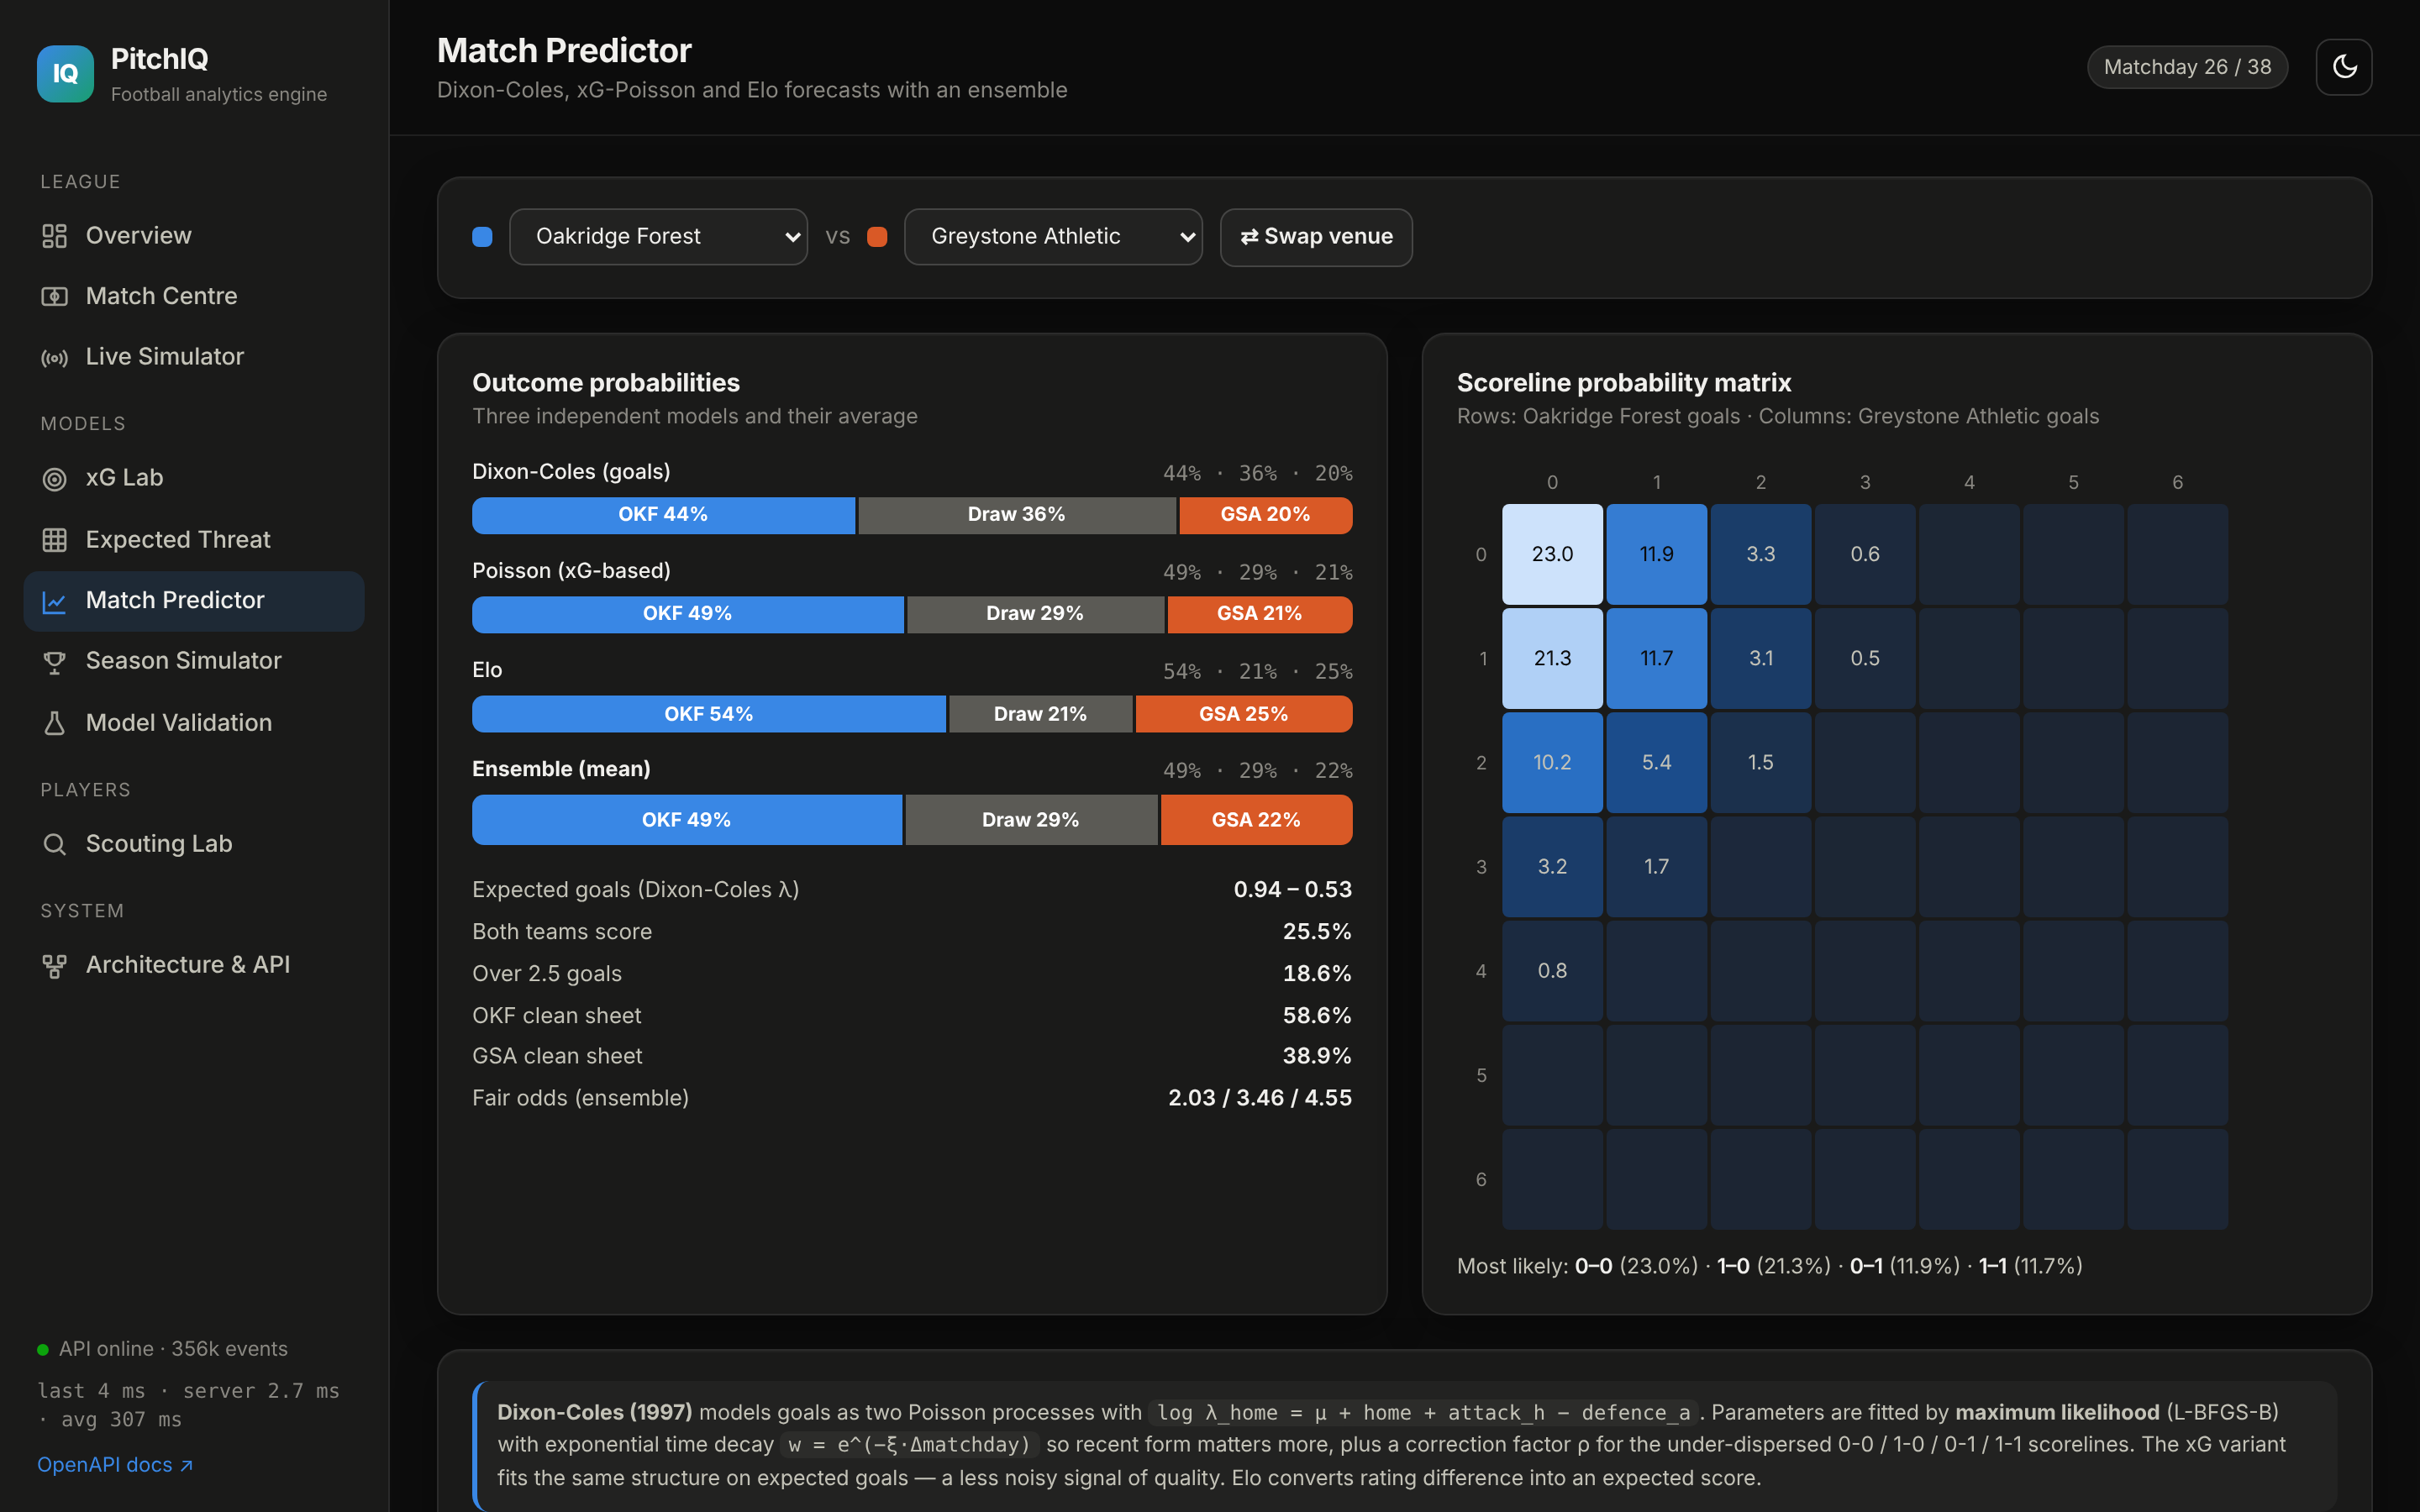 IQ
PitchIQ
Football analytics engine
LEAGUE
Overview
Match Centre
Live Simulator
MODELS
xG Lab
Expected Threat
Match Predictor
Season Simulator
Model Validation
PLAYERS
Scouting Lab
SYSTEM
Architecture & API
API online · 356k events
last 4 ms · server 2.7 ms
· avg 307 ms
OpenAPI docs ↗
Match Predictor
Dixon-Coles, xG-Poisson and Elo forecasts with an ensemble
Matchday 26 / 38
Oakridge Forest vs Greystone Athletic ⇄ Swap venue
Outcome probabilities
Three independent models and their average
Dixon-Coles (goals) 44% · 36% · 20%
OKF 44% Draw 36% GSA 20%
Poisson (xG-based) 49% · 29% · 21%
OKF 49% Draw 29% GSA 21%
Elo 54% · 21% · 25%
OKF 54% Draw 21% GSA 25%
Ensemble (mean) 49% · 29% · 22%
OKF 49% Draw 29% GSA 22%
Expected goals (Dixon-Coles λ) 0.94 – 0.53
Both teams score 25.5%
Over 2.5 goals 18.6%
OKF clean sheet 58.6%
GSA clean sheet 38.9%
Fair odds (ensemble) 2.03 / 3.46 / 4.55
Scoreline probability matrix
Rows: Oakridge Forest goals · Columns: Greystone Athletic goals
0 1 2 3 4 5 6
0 23.0 11.9 3.3 0.6
1 21.3 11.7 3.1 0.5
2 10.2 5.4 1.5
3 3.2 1.7
4 0.8
5
6
Most likely: 0–0 (23.0%) · 1–0 (21.3%) · 0–1 (11.9%) · 1–1 (11.7%)
Dixon-Coles (1997) models goals as two Poisson processes with log λ_home = μ + home + attack_h − defence_a. Parameters are fitted by maximum likelihood (L-BFGS-B)
with exponential time decay w = e^(−ξ·Δmatchday) so recent form matters more, plus a correction factor ρ for the under-dispersed 0-0 / 1-0 / 0-1 / 1-1 scorelines. The xG variant
fits the same structure on expected goals — a less noisy signal of quality. Elo converts rating difference into an expected score.